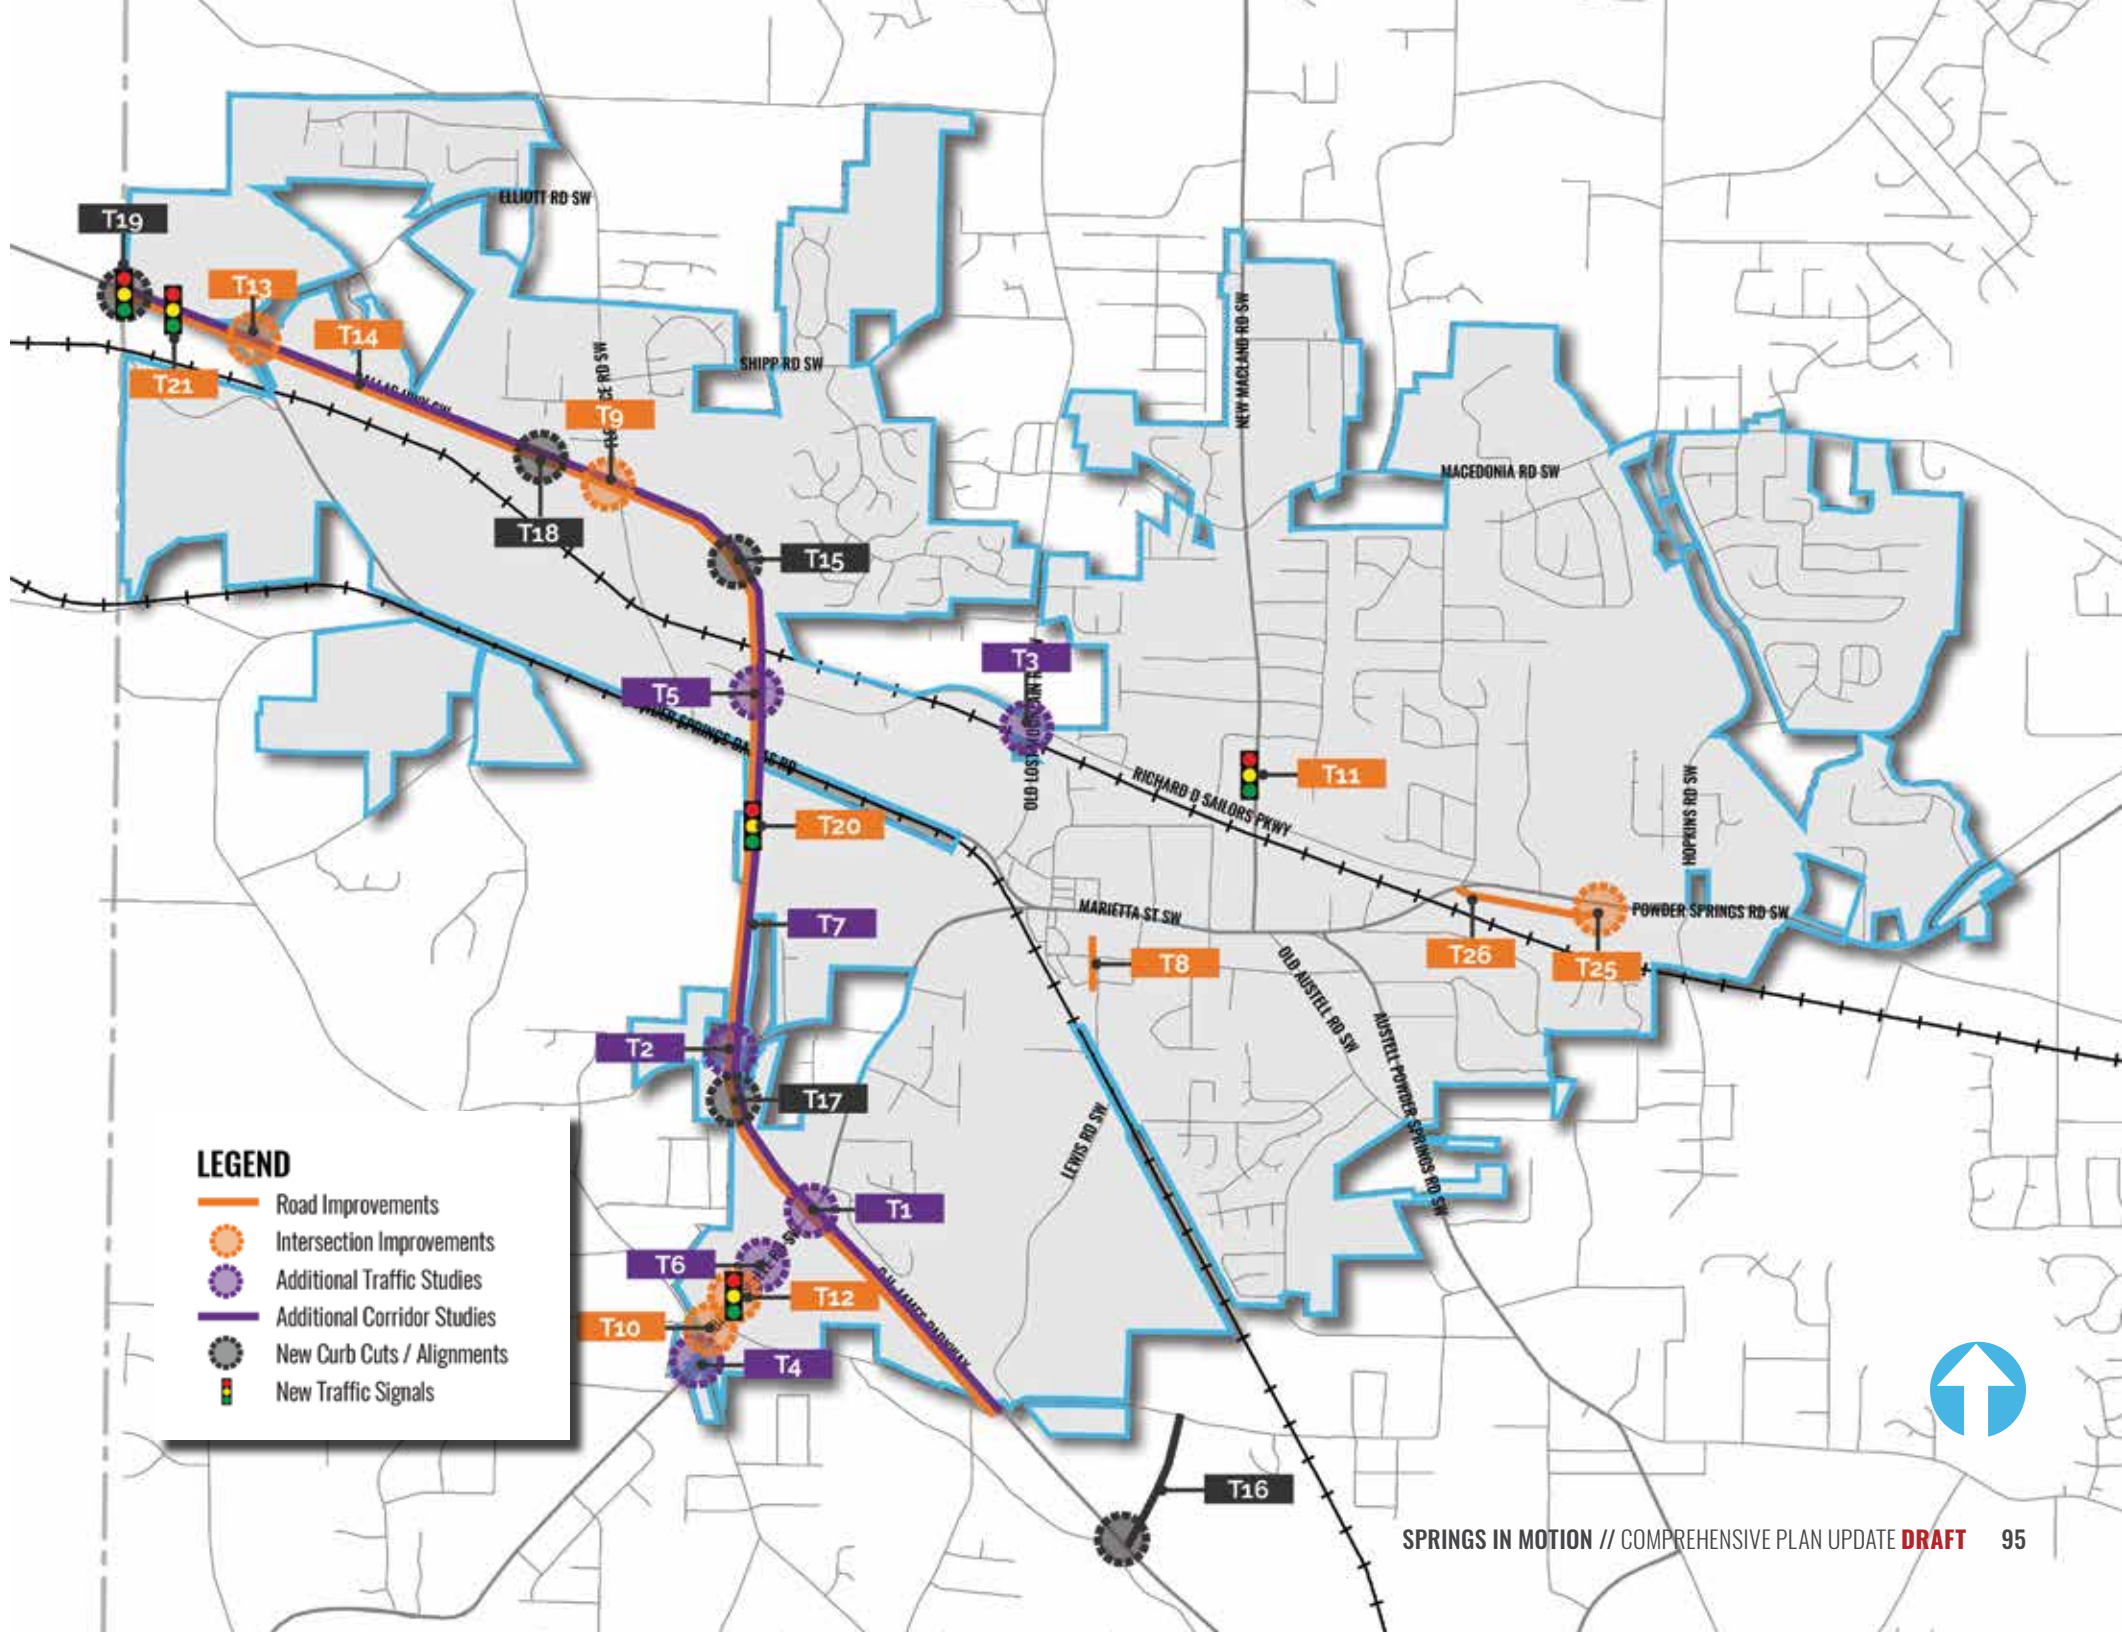 ELLIOTT RD SW
T19
T13
T14
T21
SHIPP RD SW
NEW MACLAND RD SW
T9
T18
T15
MACEDONIA RD SW
T3
T5
T11
RICHARD D SAILORS PKWY
HOPKINS RD SW
T20
MARIETTA ST SW
POWDER SPRINGS RD SW
T7
T8
T26
T25
OLD AUSTELL RD SW
AUSTELL-POWDER SPRINGS RD SW
T2
T17
LEWIS RD SW
LEGEND
Road Improvements
Intersection Improvements
Additional Traffic Studies
Additional Corridor Studies
New Curb Cuts / Alignments
New Traffic Signals
T1
T6
T12
T10
T4
T16
SPRINGS IN MOTION // COMPREHENSIVE PLAN UPDATE DRAFT 95